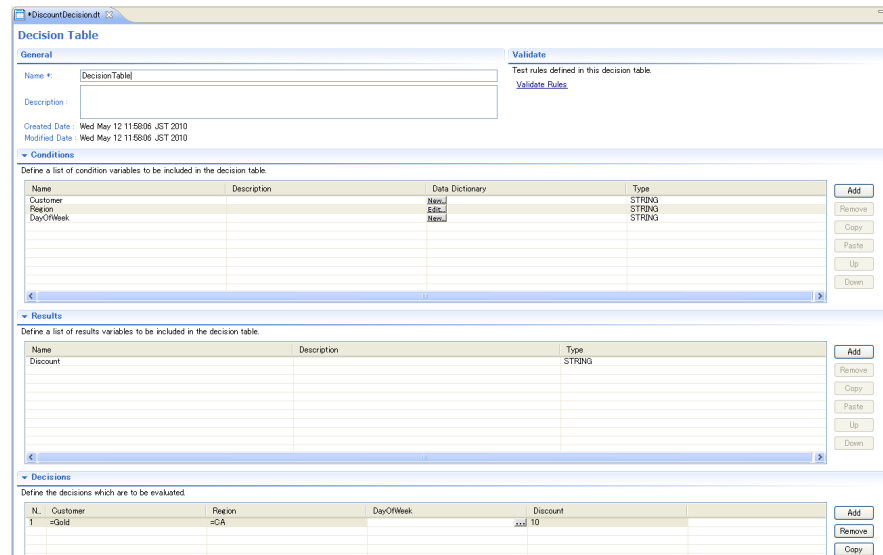 *DiscountDecision.dt
Decision Table
General
Name *:
DecisionTable
Description :
Created Date : Wed May 12 11:58:06 JST 2010
Modified Date : Wed May 12 11:58:06 JST 2010
Validate
Test rules defined in this decision table.
Validate Rules
Conditions
Define a list of condition variables to be included in the decision table.
Name Description Data Dictionary Type
Customer New... STRING
Region Edit... STRING
DayOfWeek New... STRING
Add
Remove
Copy
Paste
Up
Down
Results
Define a list of results variables to be included in the decision table.
Name Description Type
Discount STRING
Add
Remove
Copy
Paste
Up
Down
Decisions
Define the decisions which are to be evaluated.
N... Customer Region DayOfWeek Discount
1 =Gold =CA ... 10
Add
Remove
Copy